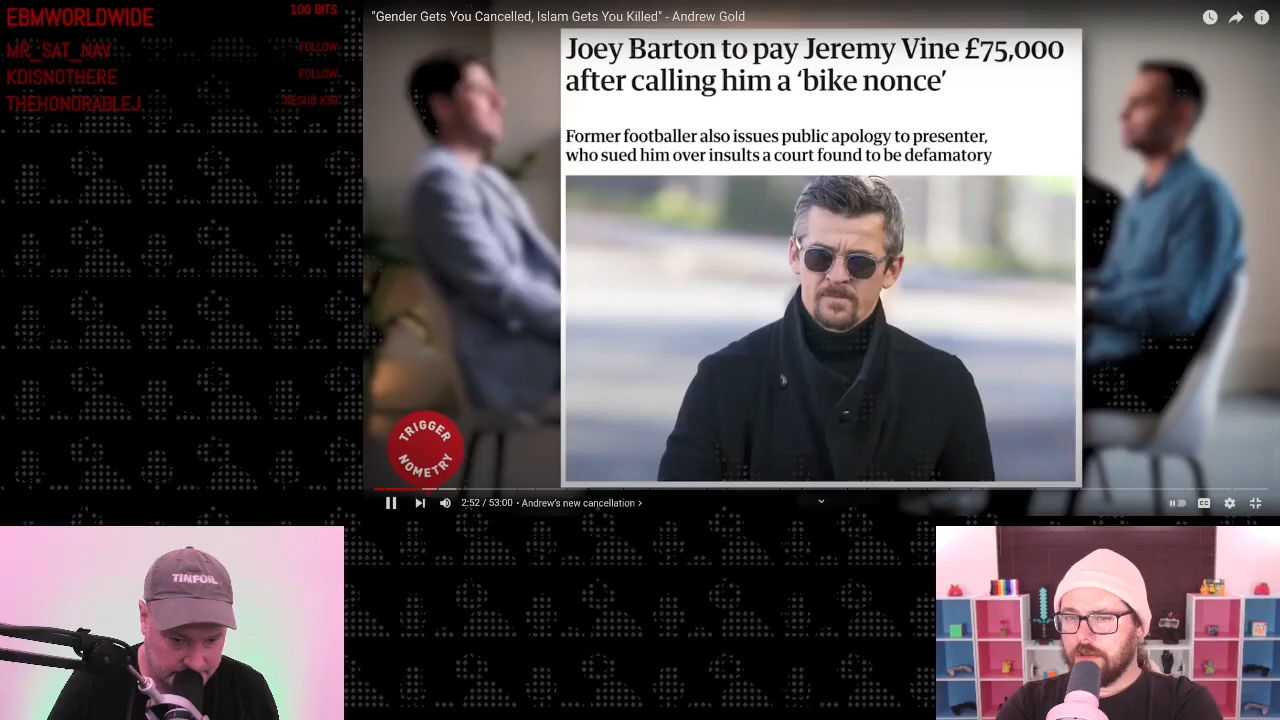 EBMWORLDWIDE
100 BITS
MR_SAT_NAV
FOLLOW
KDISNOTHERE
FOLLOW
THEHONORABLEJ
RESUB X30
"Gender Gets You Cancelled, Islam Gets You Killed" - Andrew Gold
Joey Barton to pay Jeremy Vine £75,000
after calling him a ‘bike nonce’
Former footballer also issues public apology to presenter,
who sued him over insults a court found to be defamatory
TRIGGER
NOMETRY
2:52 / 53:00 • Andrew's new cancellation >
CC
TINFOIL